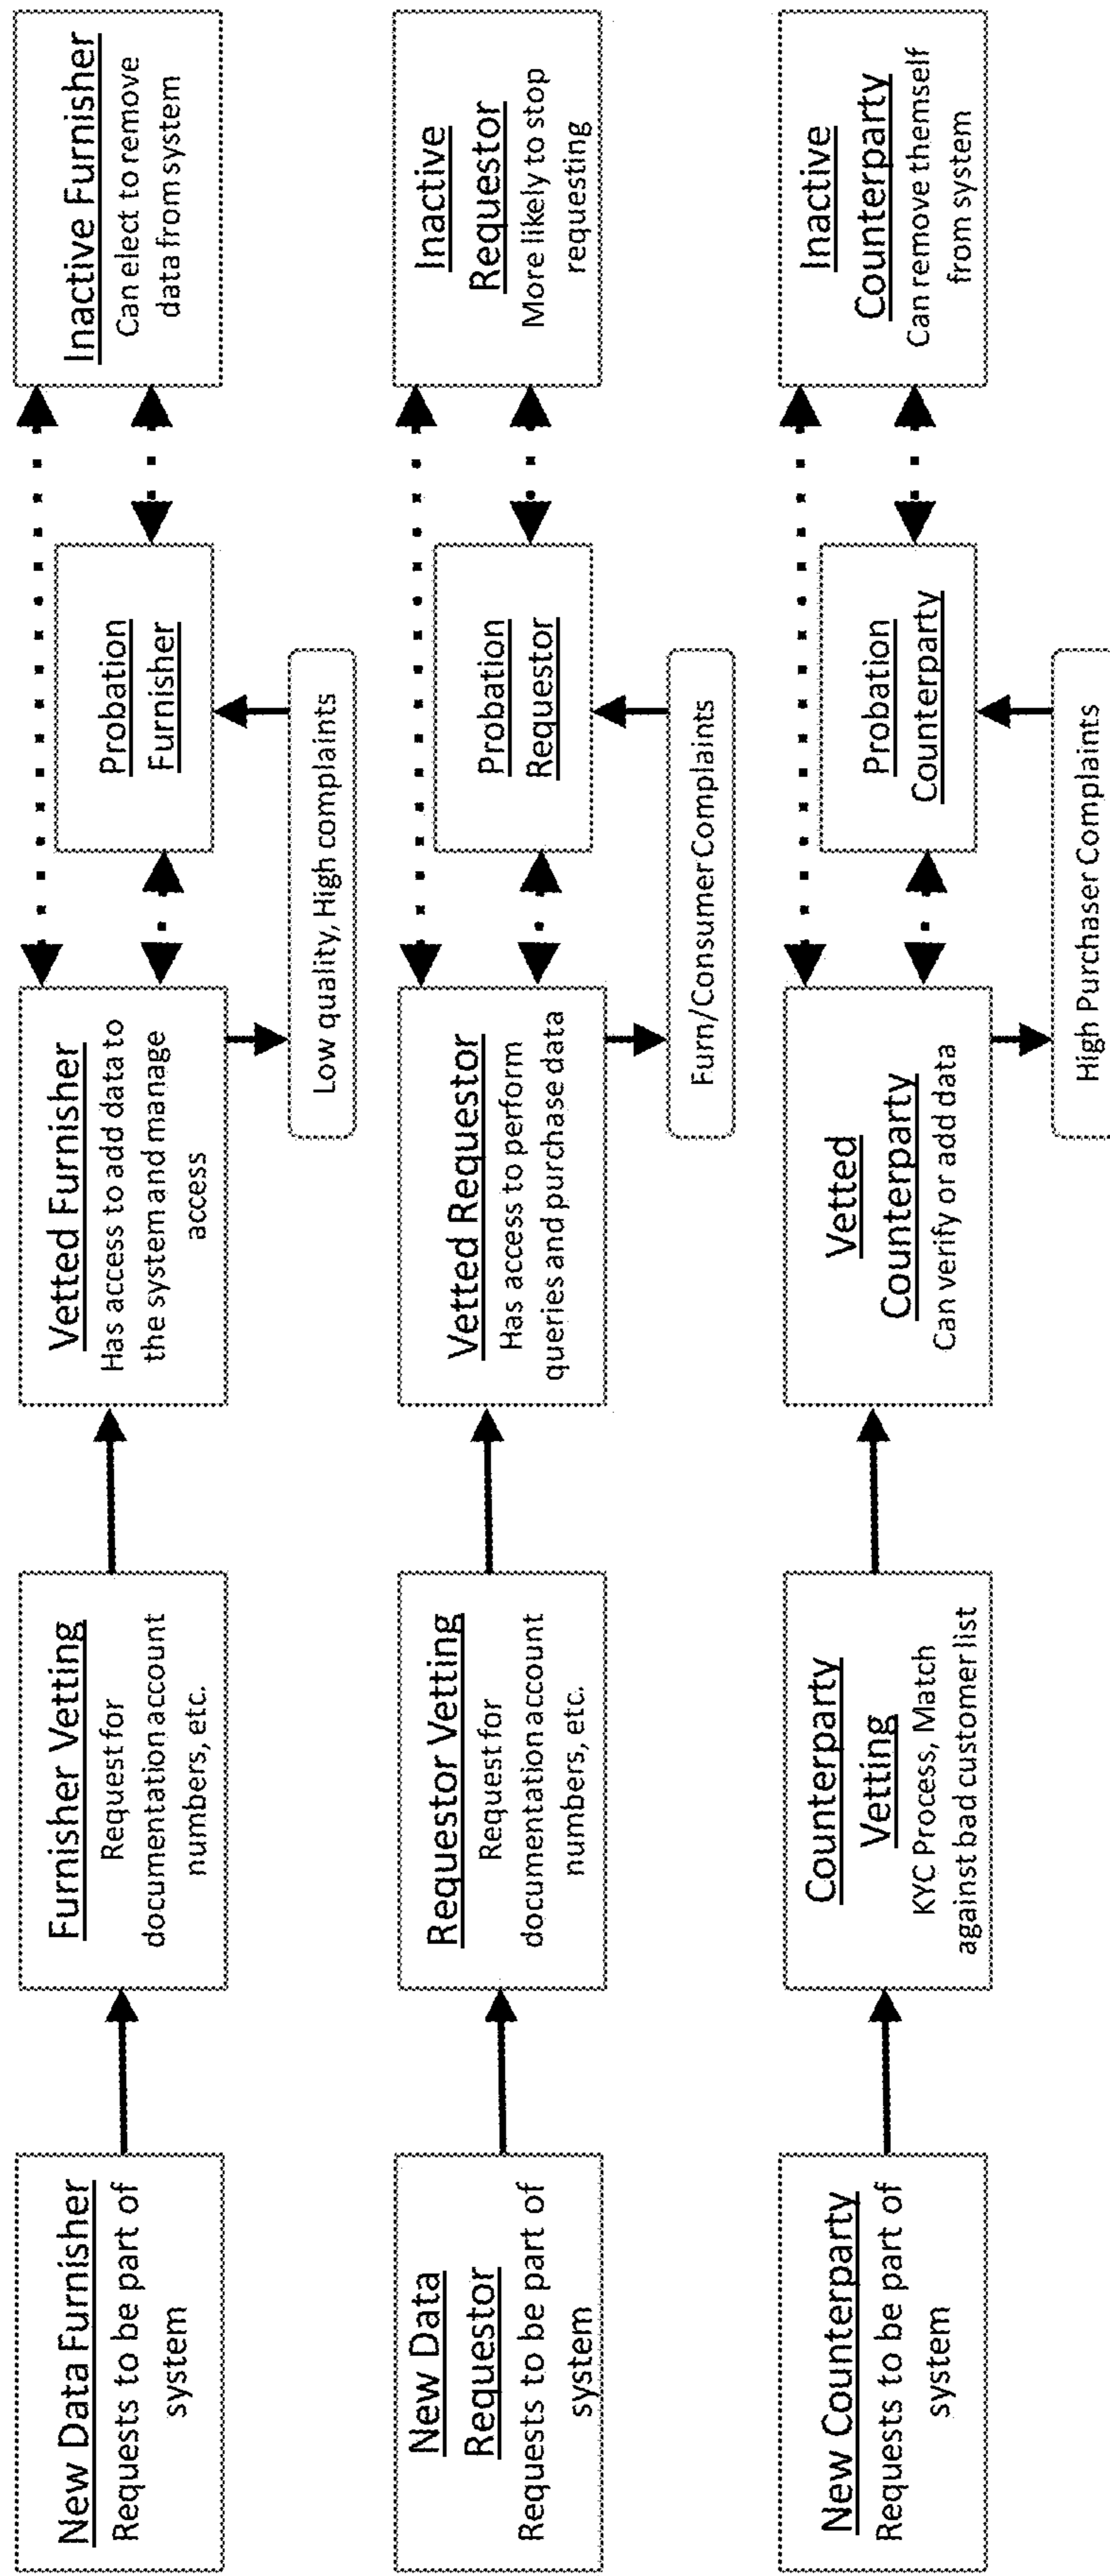 New Data Furnisher
Requests to be part of
system
Furnisher Vetting
Request for
documentation account
numbers, etc.
Vetted Furnisher
Has access to add data to
the system and manage
access
Low quality, High complaints
Probation
Furnisher
Inactive Furnisher
Can elect to remove
data from system
New Data
Requestor
Requests to be part of
system
Requestor Vetting
Request for
documentation account
numbers, etc.
Vetted Requestor
Has access to perform
queries and purchase data
Furn/Consumer Complaints
Probation
Requestor
Inactive
Requestor
More likely to stop
requesting
New Counterparty
Requests to be part of
system
Counterparty
Vetting
KYC Process, Match
against bad customer list
Vetted
Counterparty
Can verify or add data
High Purchaser Complaints
Probation
Counterparty
Inactive
Counterparty
Can remove themself
from system